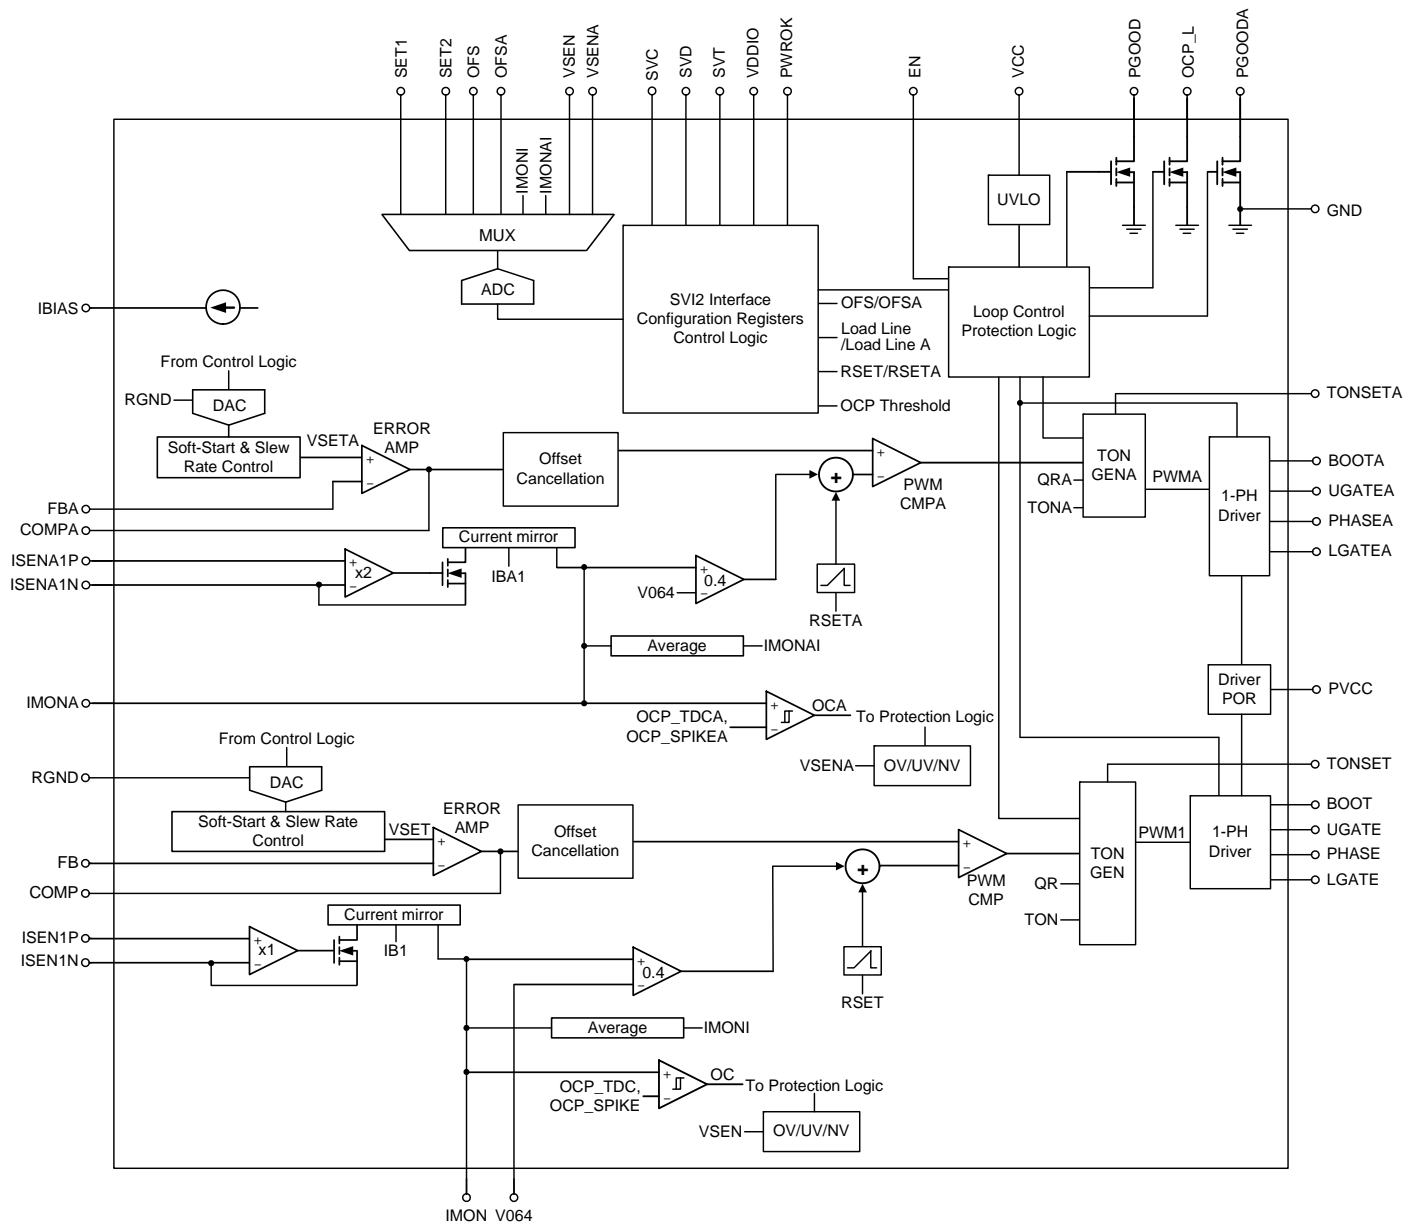 SET1
SET2
OFS
OFSA
VSEN
VSENA
SVC
SVD
SVT
VDDIO
PWROK
EN
VCC
PGOOD
OCP_L
PGOODA
IMONI
IMONAI
UVLO
GND
MUX
ADC
IBIAS
SVI2 Interface
Configuration Registers
Control Logic
OFS/OFSA
Load Line
/Load Line A
RSET/RSETA
OCP Threshold
Loop Control
Protection Logic
From Control Logic
RGND
DAC
Soft-Start & Slew
Rate Control
VSETA
ERROR
AMP
+
−
Offset
Cancellation
+
+
−
PWM
CMPA
TON
GENA
QRA
TONA
PWMA
1-PH
Driver
TONSETA
BOOTA
UGATEA
PHASEA
LGATEA
FBA
COMPA
ISENA1P
ISENA1N
+
x2
−
Current mirror
IBA1
V064
+
0.4
−
RSETA
Average
IMONAI
IMONA
OCP_TDCA,
OCP_SPIKEA
+
−
OCA
To Protection Logic
VSENA
OV/UV/NV
Driver
POR
PVCC
From Control Logic
RGND
DAC
Soft-Start & Slew Rate
Control
VSET
ERROR
AMP
+
−
Offset
Cancellation
+
+
−
PWM
CMP
TON
GEN
QR
TON
PWM1
1-PH
Driver
TONSET
BOOT
UGATE
PHASE
LGATE
FB
COMP
ISEN1P
ISEN1N
+
x1
−
Current mirror
IB1
+
0.4
−
RSET
Average
IMONI
OCP_TDC,
OCP_SPIKE
+
−
OC
To Protection Logic
VSEN
OV/UV/NV
IMON
V064